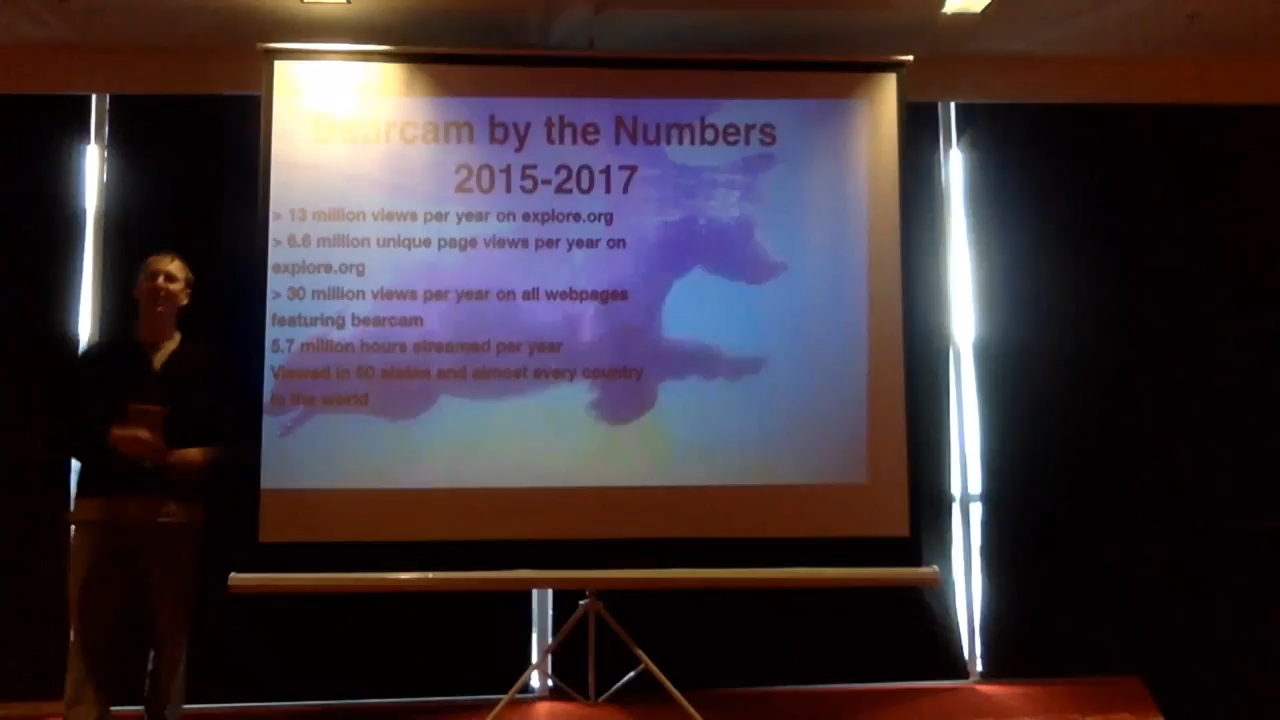 Bearcam by the Numbers
2015-2017
> 13 million views per year on explore.org
> 6.6 million unique page views per year on
explore.org
> 30 million views per year on all webpages
featuring bearcam
5.7 million hours streamed per year
Viewed in 50 states and almost every country
in the world